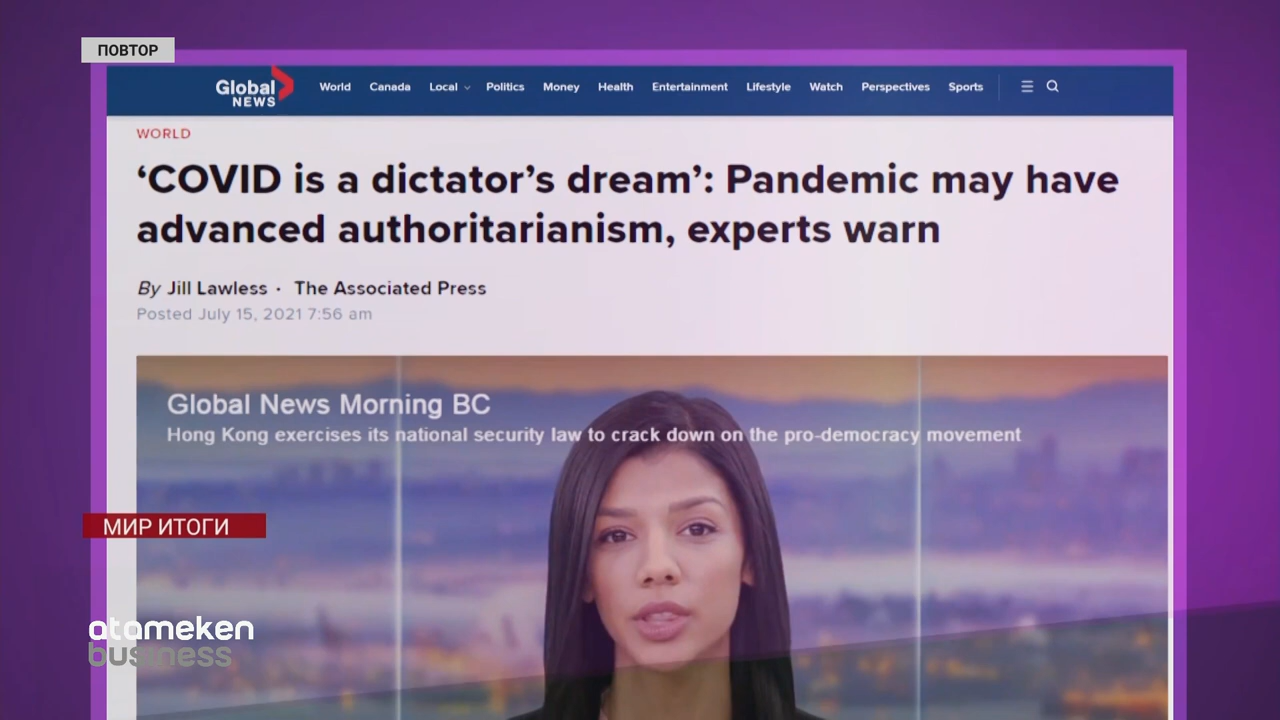 ПОВТОР
Global NEWS
World Canada Local Politics Money Health Entertainment Lifestyle Watch Perspectives Sports
WORLD
‘COVID is a dictator’s dream’: Pandemic may have
advanced authoritarianism, experts warn
By Jill Lawless · The Associated Press
Posted July 15, 2021 7:56 am
Global News Morning BC
Hong Kong exercises its national security law to crack down on the pro-democracy movement
МИР ИТОГИ
atameken
business